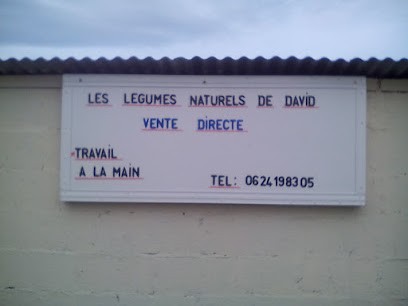 LES LEGUMES NATURELS DE DAVID
VENTE DIRECTE
TRAVAIL
A LA MAIN
TEL: 0624198305